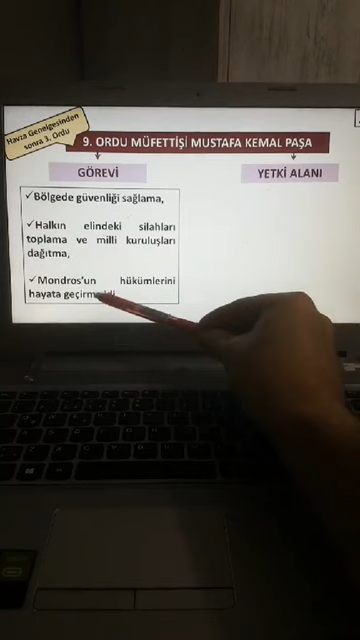 Havza Genelgesinden
sonra 3. Ordu
9. ORDU MÜFETTİŞİ MUSTAFA KEMAL PAŞA
GÖREVİ
YETKİ ALANI
✓Bölgede güvenliği sağlama,
✓Halkın elindeki silahları
toplama ve milli kuruluşları
dağıtma,
✓Mondros'un hükümlerini
hayata